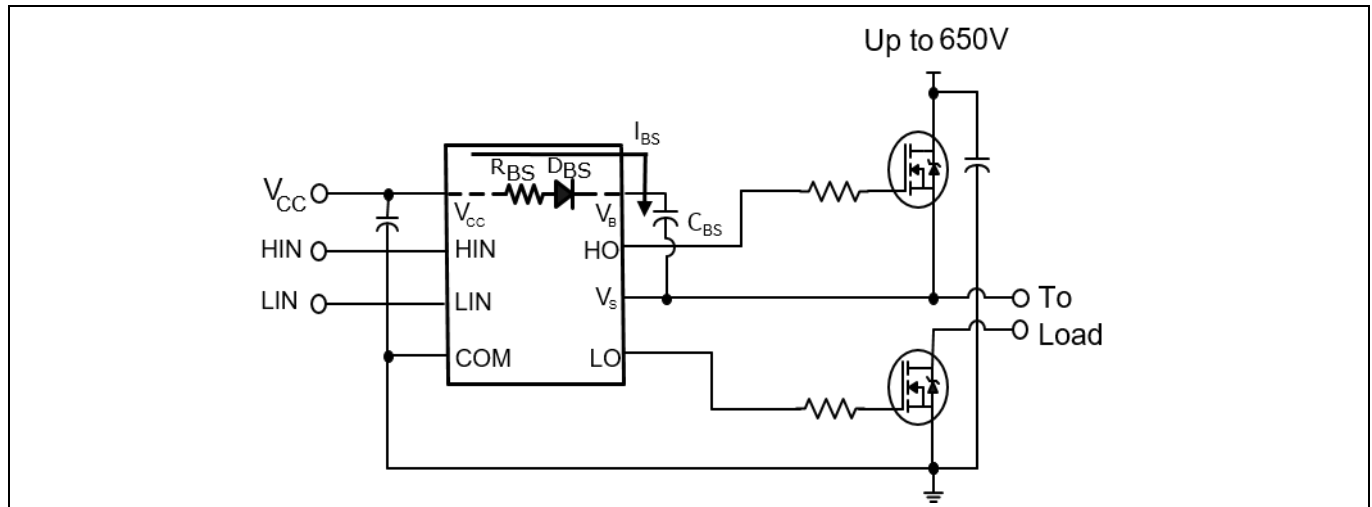 Up to 650V
I_BS
R_BS D_BS
V_CC
V_CC V_B
C_BS
HIN HIN HO
LIN LIN V_S
To
Load
COM LO